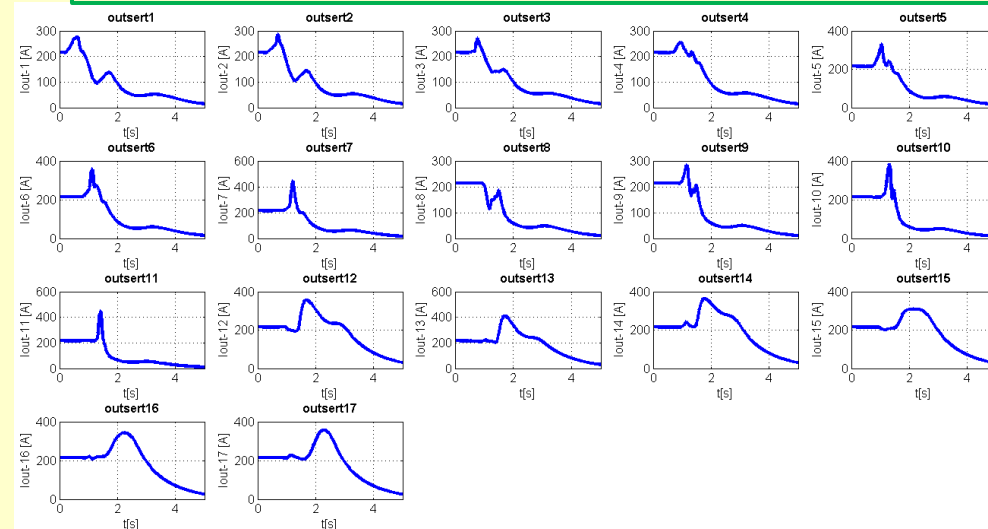 outsert1 outsert2 outsert3 outsert4 outsert5
300 300 300 300 400
200 200 200 200 200
100 100 100 100
0 0 0 0 0
Iout-1 [A] Iout-2 [A] Iout-3 [A] Iout-4 [A] Iout-5 [A]
0 2 4 0 2 4 0 2 4 0 2 4 0 2 4
t[s] t[s] t[s] t[s] t[s]
outsert6 outsert7 outsert8 outsert9 outsert10
400 600 300 300 400
400 200 200
200 200 100 100 200
0 0 0 0 0
Iout-6 [A] Iout-7 [A] Iout-8 [A] Iout-9 [A] Iout-10 [A]
0 2 4 0 2 4 0 2 4 0 2 4 0 2 4
t[s] t[s] t[s] t[s] t[s]
outsert11 outsert12 outsert13 outsert14 outsert15
600 400 600 400 400
400 400
200 200 200 200 200
0 0 0 0 0
Iout-11 [A] Iout-12 [A] Iout-13 [A] Iout-14 [A] Iout-15 [A]
0 2 4 0 2 4 0 2 4 0 2 4 0 2 4
t[s] t[s] t[s] t[s] t[s]
outsert16 outsert17
400 400
200 200
0 0
Iout-16 [A] Iout-17 [A]
0 2 4 0 2 4
t[s] t[s]